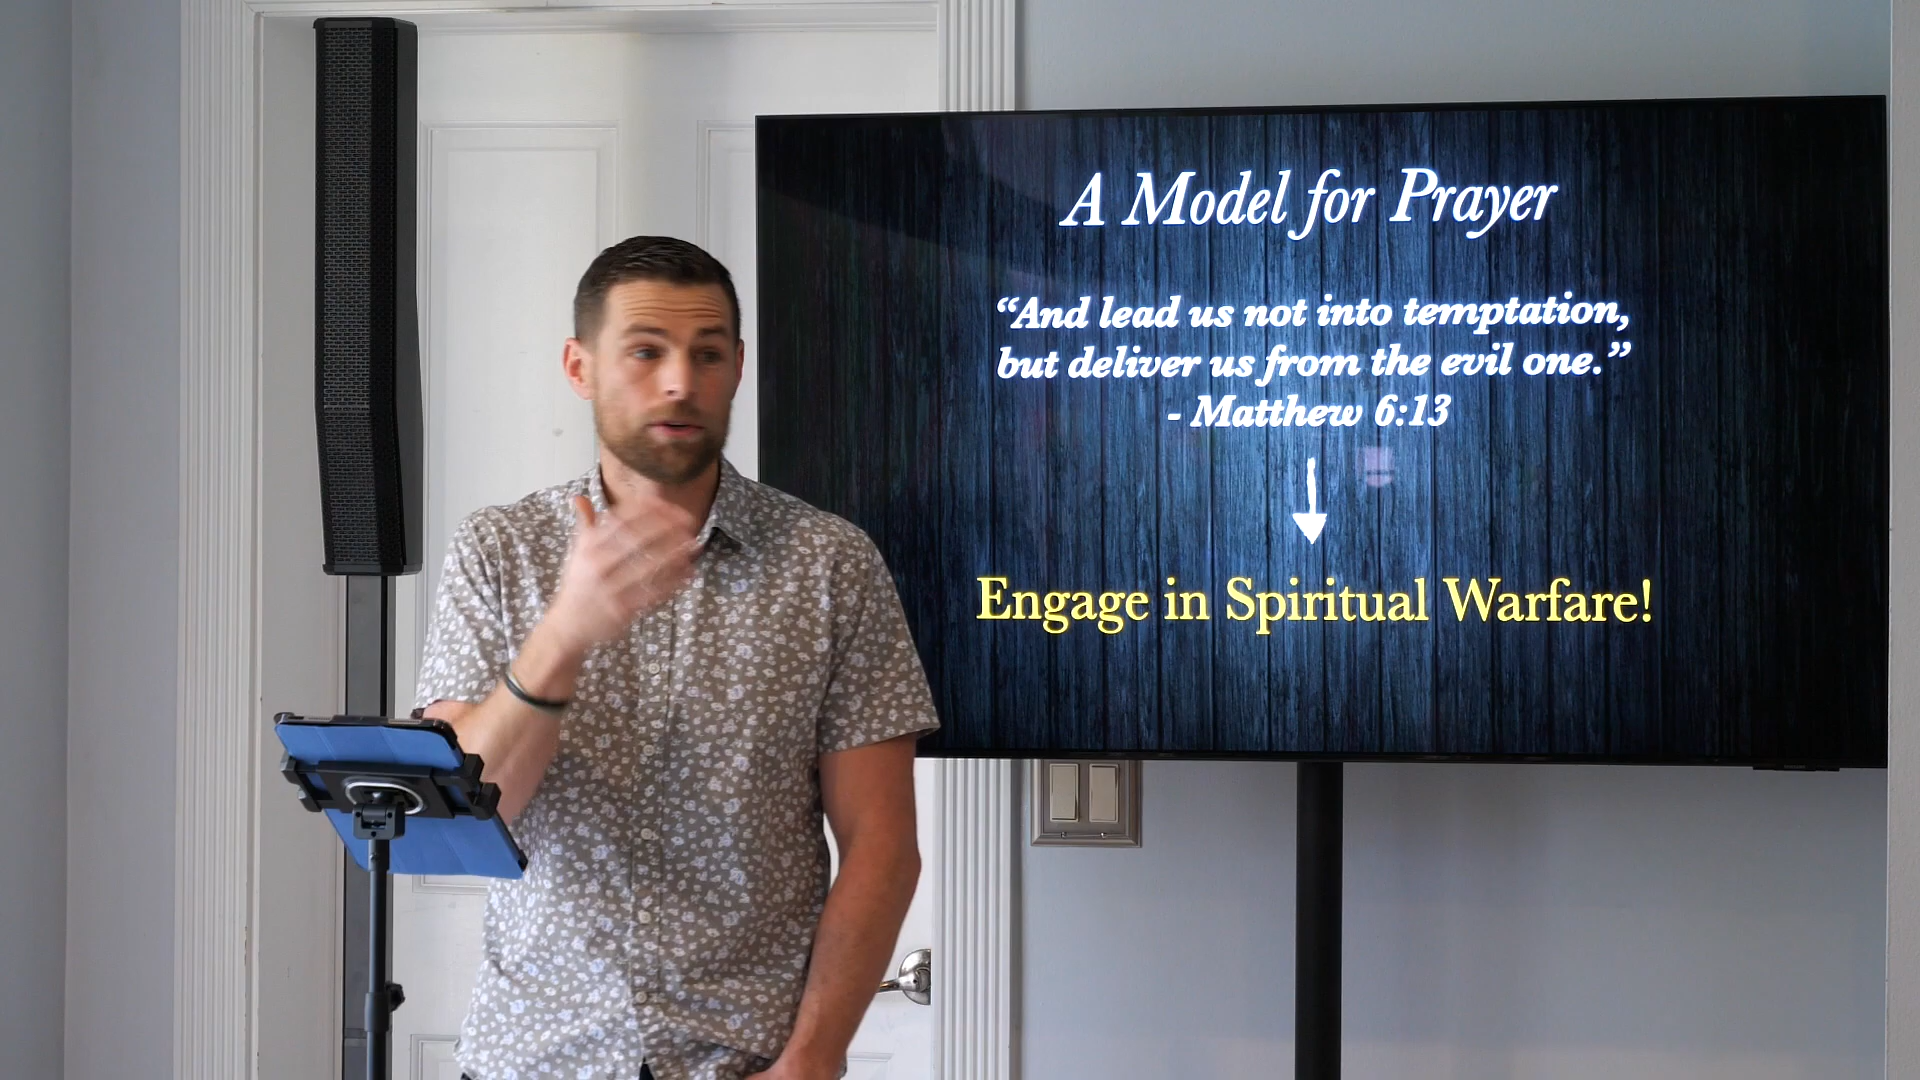 A Model for Prayer
“And lead us not into temptation,
but deliver us from the evil one.”
- Matthew 6:13
Engage in Spiritual Warfare!